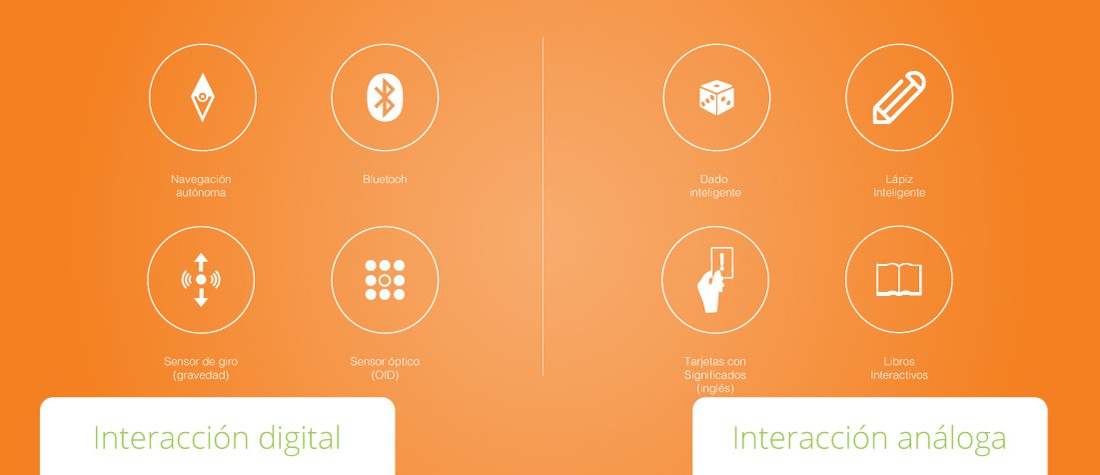 Navegación
autónoma
Bluetooh
Dado
inteligente
Lápiz
Inteligente
Sensor de giro
(gravedad)
Sensor óptico
(OID)
Tarjetas con
Significados
(inglés)
Libros
Interactivos
Interacción digital
Interacción análoga